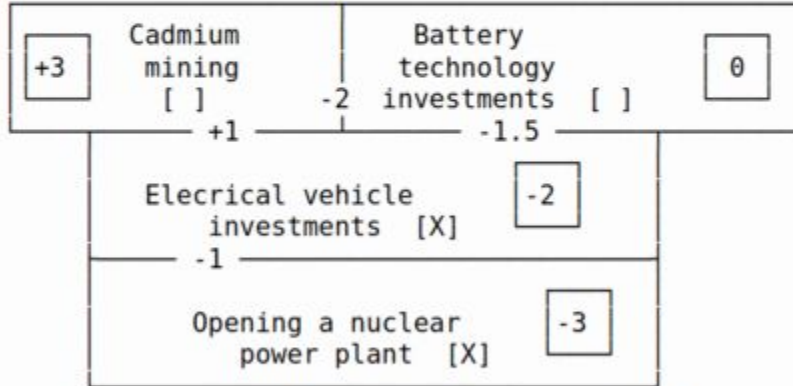 Cadmium Battery
+3 mining technology 0
[ ] -2 investments [ ]
+1 -1.5
Elecrical vehicle -2
investments [X]
-1
Opening a nuclear -3
power plant [X]